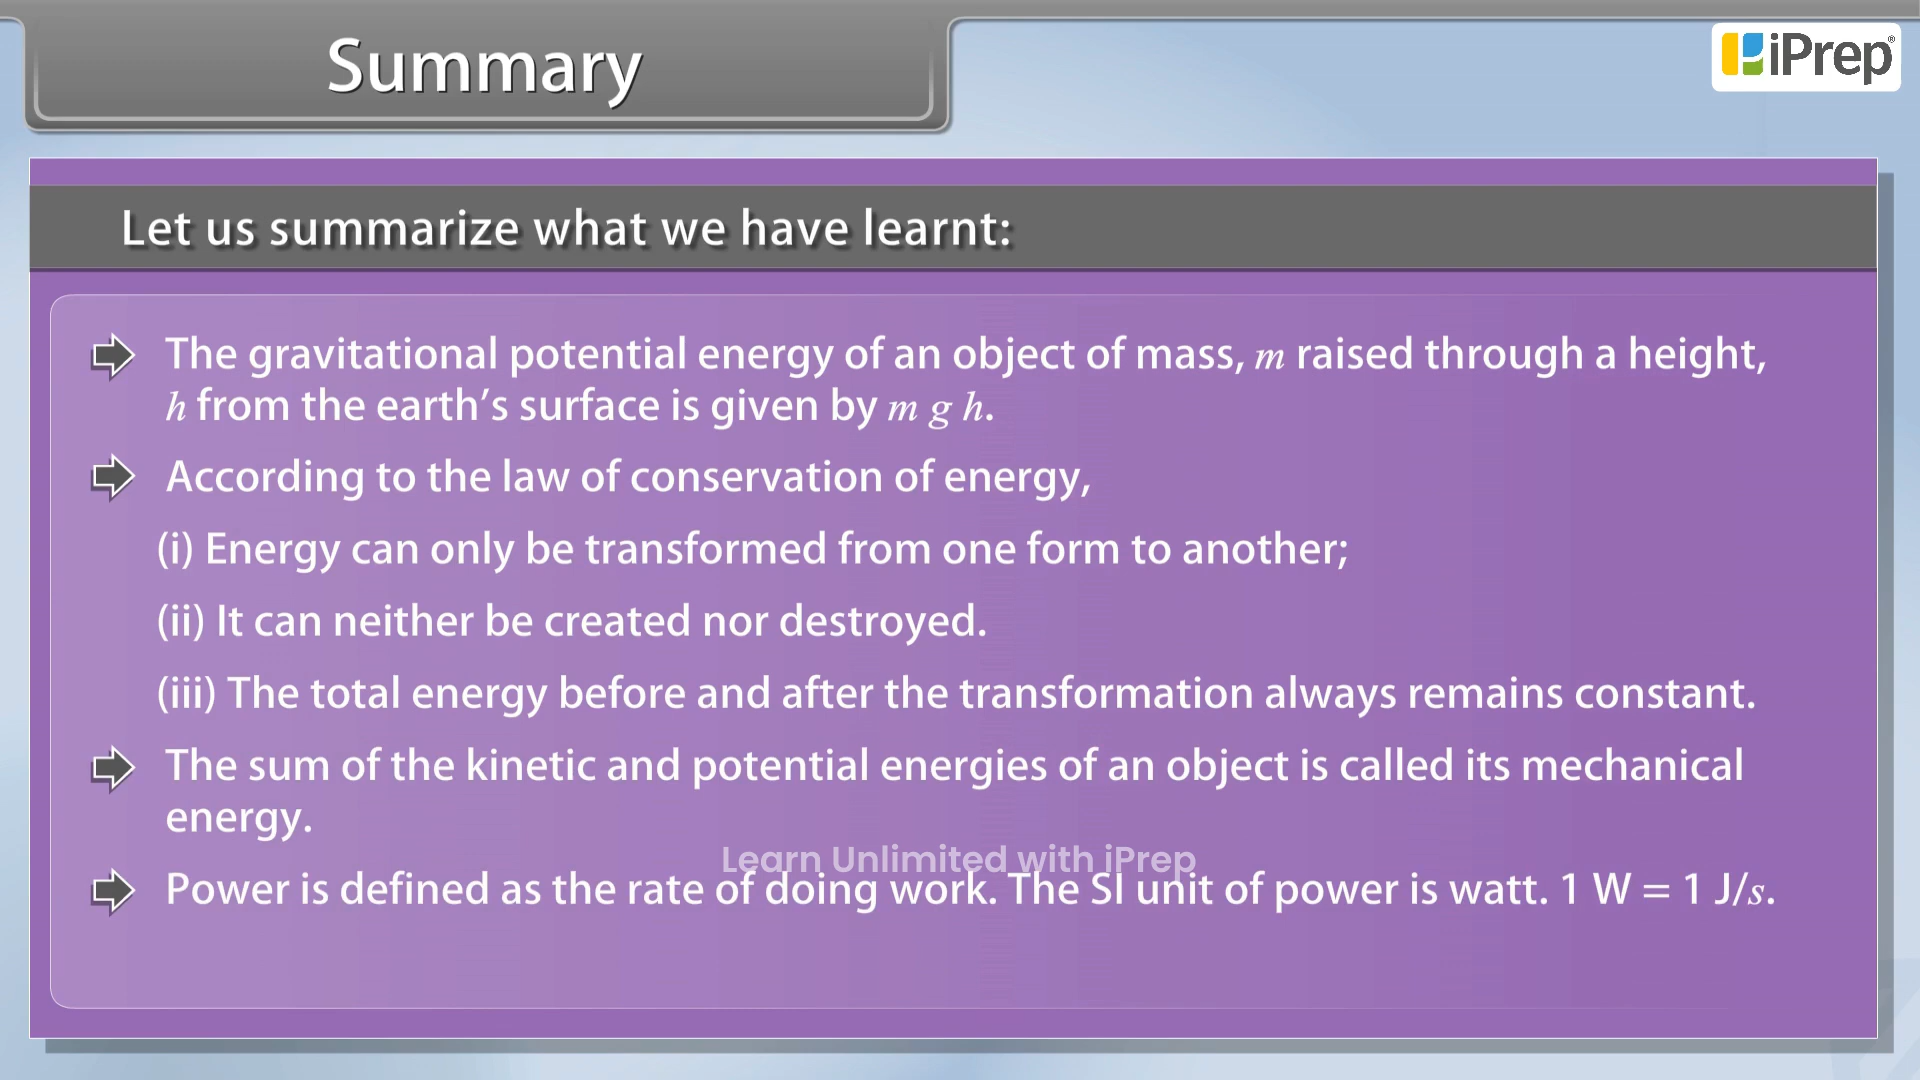 Summary
iPrep®
Let us summarize what we have learnt:
The gravitational potential energy of an object of mass, m raised through a height,
h from the earth’s surface is given by m g h.
According to the law of conservation of energy,
(i) Energy can only be transformed from one form to another;
(ii) It can neither be created nor destroyed.
(iii) The total energy before and after the transformation always remains constant.
The sum of the kinetic and potential energies of an object is called its mechanical
energy.
Learn Unlimited with iPrep
Power is defined as the rate of doing work. The SI unit of power is watt. 1 W = 1 J/s.